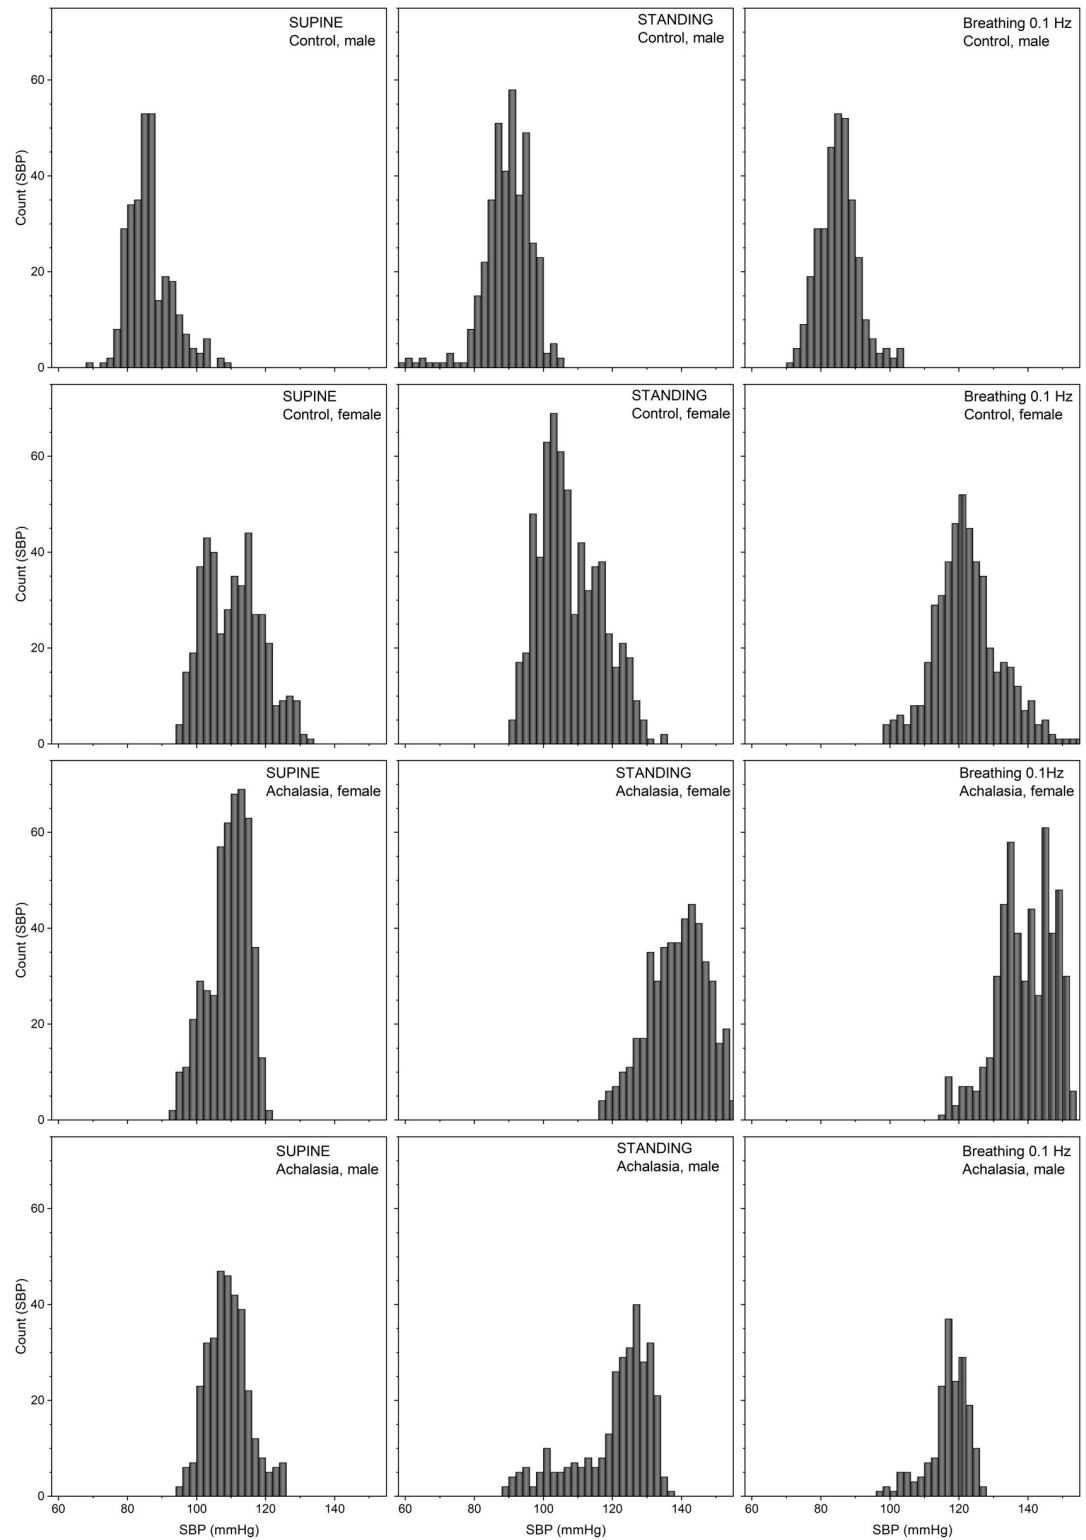 SUPINE
Control, male
STANDING
Control, male
Breathing 0.1 Hz
Control, male
60
40
20
0
Count (SBP)
SUPINE
Control, female
STANDING
Control, female
Breathing 0.1 Hz
Control, female
60
40
20
0
Count (SBP)
SUPINE
Achalasia, female
STANDING
Achalasia, female
Breathing 0.1Hz
Achalasia, female
60
40
20
0
Count (SBP)
SUPINE
Achalasia, male
STANDING
Achalasia, male
Breathing 0.1 Hz
Achalasia, male
60
40
20
0
Count (SBP)
60 80 100 120 140
60 80 100 120 140
60 80 100 120 140
SBP (mmHg)
SBP (mmHg)
SBP (mmHg)